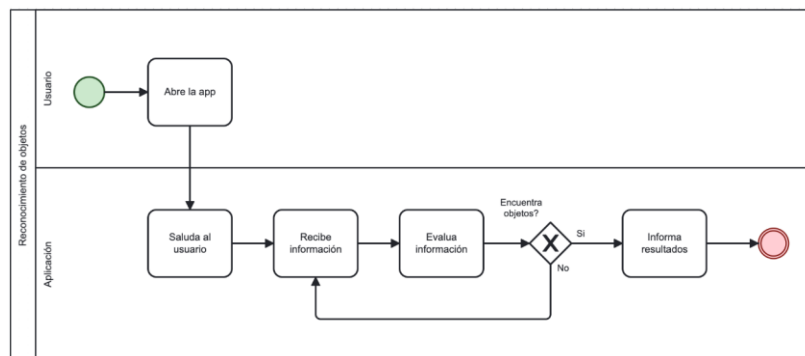 Reconocimiento de objetos
Usuario
Abre la app
Aplicación
Saluda al
usuario
Recibe
información
Evalua
información
Encuentra
objetos?
Si
No
Informa
resultados